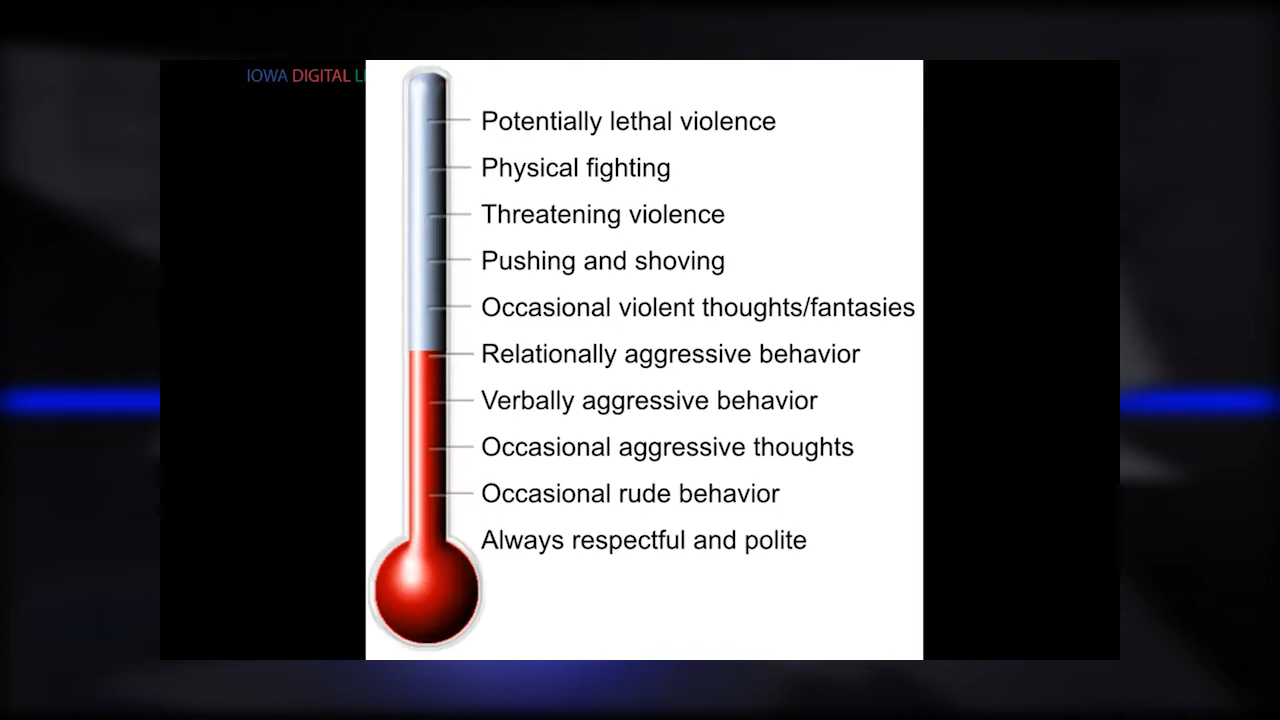 IOWA DIGITAL
Potentially lethal violence
Physical fighting
Threatening violence
Pushing and shoving
Occasional violent thoughts/fantasies
Relationally aggressive behavior
Verbally aggressive behavior
Occasional aggressive thoughts
Occasional rude behavior
Always respectful and polite